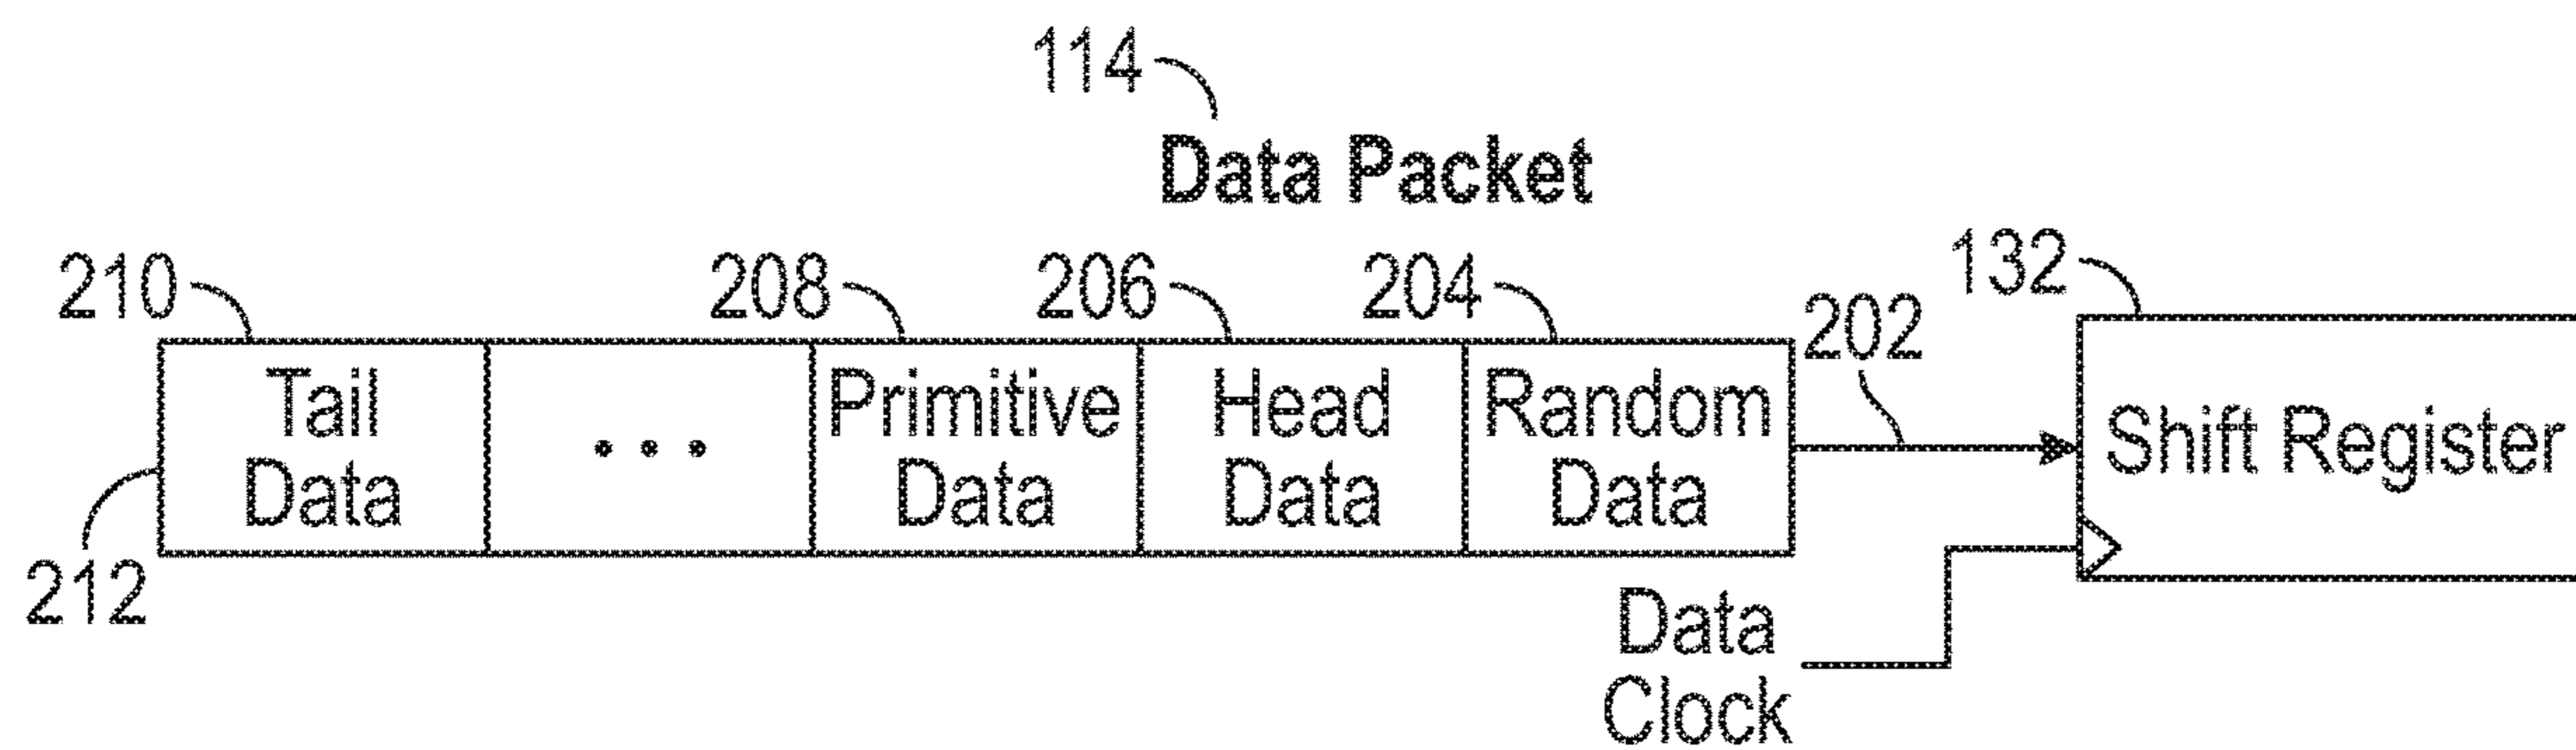 114
Data Packet
210
208
206
204
202
132
Tail
Data
...
Primitive
Data
Head
Data
Random
Data
Shift Register
212
Data
Clock